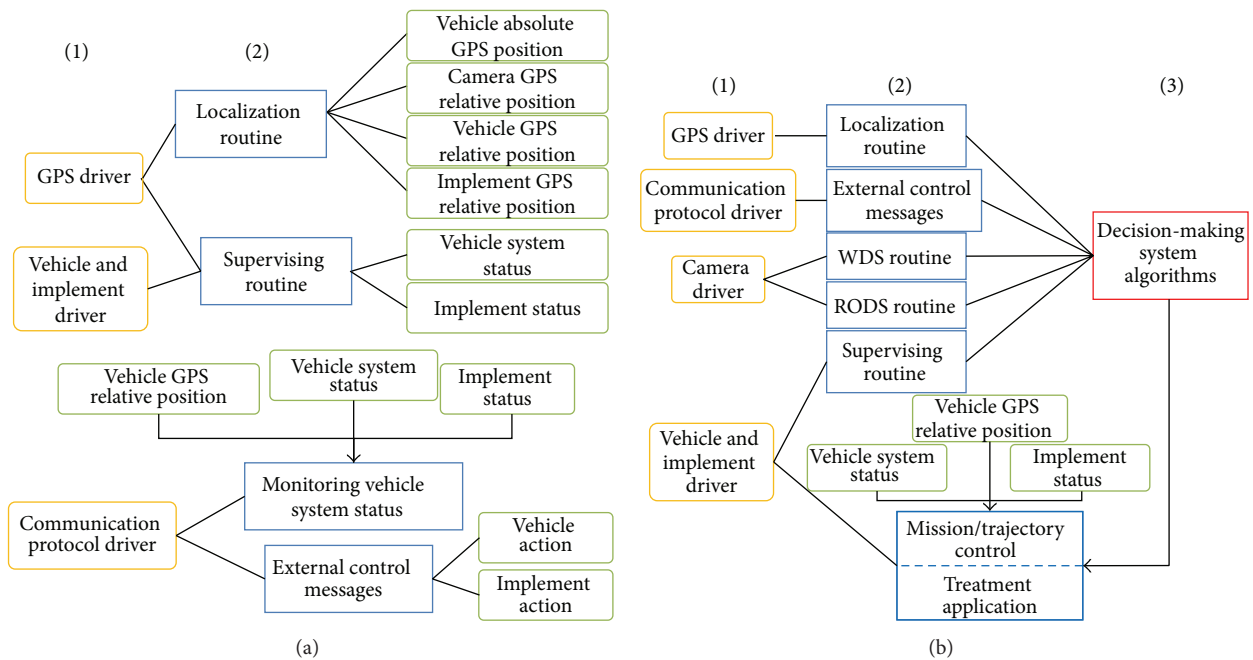 (1)
(2)
Vehicle absolute
GPS position
Camera GPS
relative position
Localization
routine
Vehicle GPS
relative position
GPS driver
Implement GPS
relative position
Vehicle and
implement
driver
Supervising
routine
Vehicle system
status
Implement status
Vehicle GPS
relative position
Vehicle system
status
Implement
status
Monitoring vehicle
system status
Communication
protocol driver
External control
messages
Vehicle
action
Implement
action
(a)
(1)
(2)
(3)
GPS driver
Localization
routine
Communication
protocol driver
External control
messages
Camera
driver
WDS routine
RODS routine
Decision-making
system
algorithms
Supervising
routine
Vehicle and
implement
driver
Vehicle GPS
relative position
Vehicle system
status
Implement
status
Mission/trajectory
control
Treatment
application
(b)